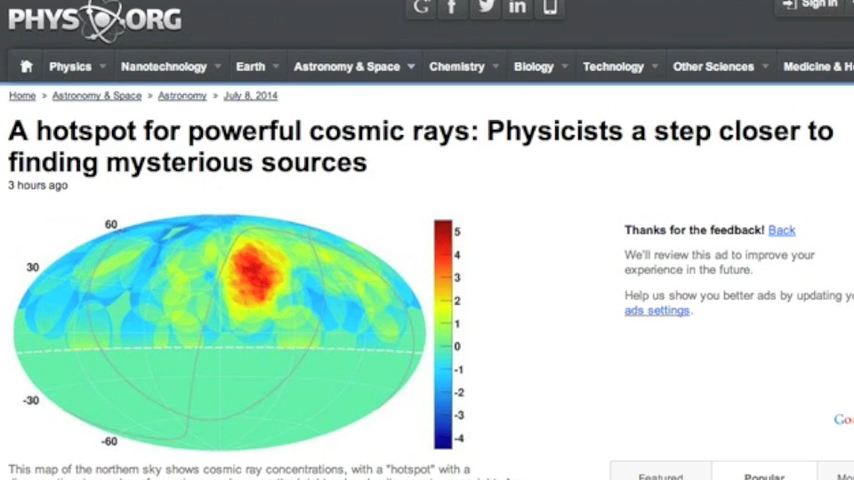 PHYS ORG
Sign In
Physics Nanotechnology Earth Astronomy & Space Chemistry Biology Technology Other Sciences Medicine &
Home » Astronomy & Space » Astronomy » July 8, 2014
A hotspot for powerful cosmic rays: Physicists a step closer to
finding mysterious sources
3 hours ago
60
30
-30
-60
5
4
3
2
1
0
-1
-2
-3
-4
Thanks for the feedback! Back
We'll review this ad to improve your
experience in the future.
Help us show you better ads by updating
ads settings.
This map of the northern sky shows cosmic ray concentrations, with a "hotspot" with a
Featured Popular